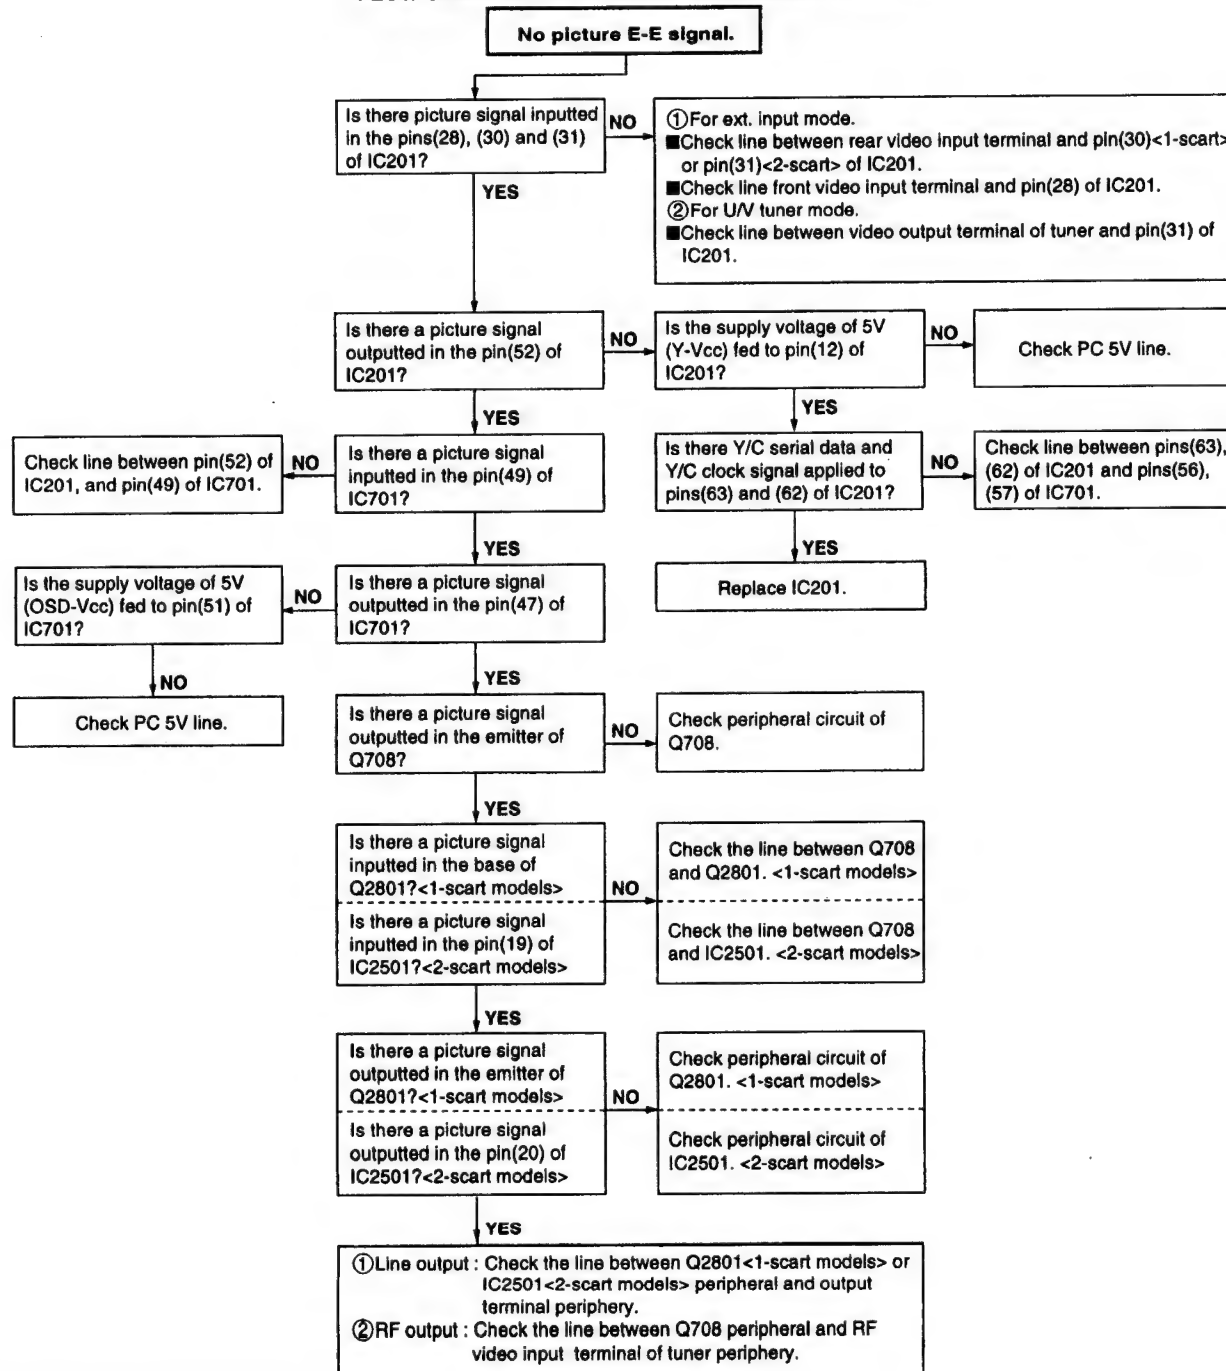 No picture E-E signal.
Is there picture signal inputted
in the pins(28), (30) and (31)
of IC201?
NO
①For ext. input mode.
■Check line between rear video input terminal and pin(30)<1-scart>
or pin(31)<2-scart> of IC201.
■Check line front video input terminal and pin(28) of IC201.
②For U/V tuner mode.
■Check line between video output terminal of tuner and pin(31) of
IC201.
YES
Is there a picture signal
outputted in the pin(52) of
IC201?
NO
Is the supply voltage of 5V
(Y-Vcc) fed to pin(12) of
IC201?
NO
Check PC 5V line.
YES
YES
Check line between pin(52) of
IC201, and pin(49) of IC701.
NO
Is there a picture signal
inputted in the pin(49) of
IC701?
Is there Y/C serial data and
Y/C clock signal applied to
pins(63) and (62) of IC201?
NO
Check line between pins(63),
(62) of IC201 and pins(56),
(57) of IC701.
YES
YES
Is the supply voltage of 5V
(OSD-Vcc) fed to pin(51) of
IC701?
NO
Is there a picture signal
outputted in the pin(47) of
IC701?
Replace IC201.
NO
YES
Check PC 5V line.
Is there a picture signal
outputted in the emitter of
Q708?
NO
Check peripheral circuit of
Q708.
YES
Is there a picture signal
inputted in the base of
Q2801?<1-scart models>
Is there a picture signal
inputted in the pin(19) of
IC2501?<2-scart models>
NO
Check the line between Q708
and Q2801. <1-scart models>
Check the line between Q708
and IC2501. <2-scart models>
YES
Is there a picture signal
outputted in the emitter of
Q2801?<1-scart models>
Is there a picture signal
outputted in the pin(20) of
IC2501?<2-scart models>
NO
Check peripheral circuit of
Q2801. <1-scart models>
Check peripheral circuit of
IC2501. <2-scart models>
YES
①Line output : Check the line between Q2801<1-scart models> or
IC2501<2-scart models> peripheral and output
terminal periphery.
②RF output : Check the line between Q708 peripheral and RF
video input terminal of tuner periphery.